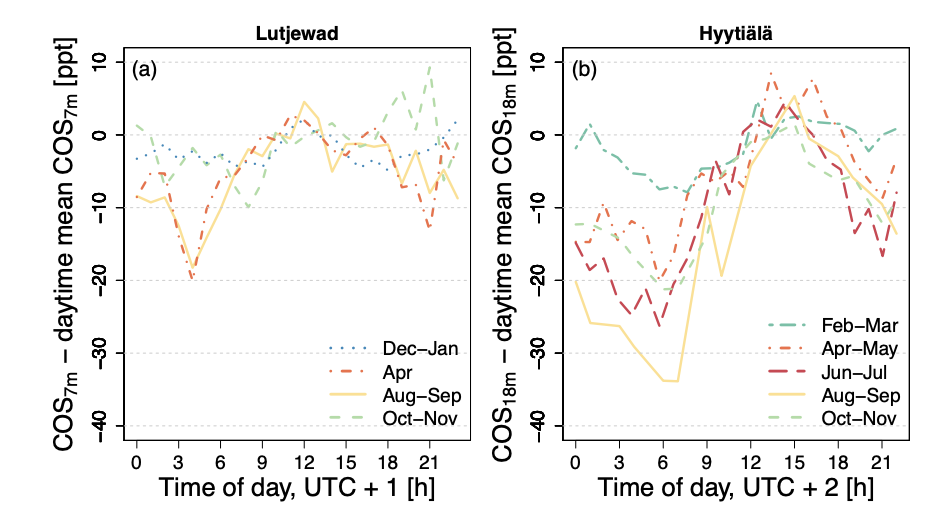 Lutjewad
COS7m − daytime mean COS7m [ppt]
(a)
10
0
−10
−20
−30
−40
Dec−Jan
Apr
Aug−Sep
Oct−Nov
0 3 6 9 12 15 18 21
Time of day, UTC + 1 [h]
Hyytiälä
COS18m − daytime mean COS18m [ppt]
(b)
10
0
−10
−20
−30
−40
Feb−Mar
Apr−May
Jun−Jul
Aug−Sep
Oct−Nov
0 3 6 9 12 15 18 21
Time of day, UTC + 2 [h]